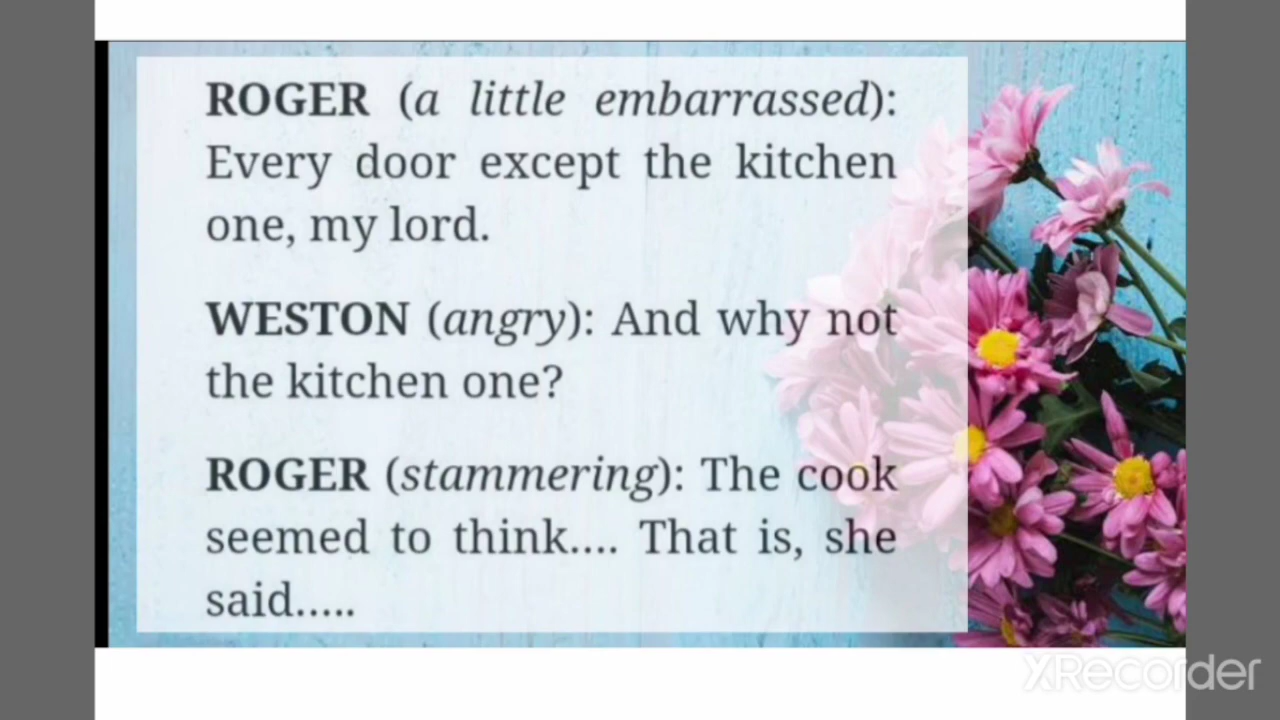 ROGER (a little embarrassed):
Every door except the kitchen
one, my lord.
WESTON (angry): And why not
the kitchen one?
ROGER (stammering): The cook
seemed to think.... That is, she
said.....
XRecorder